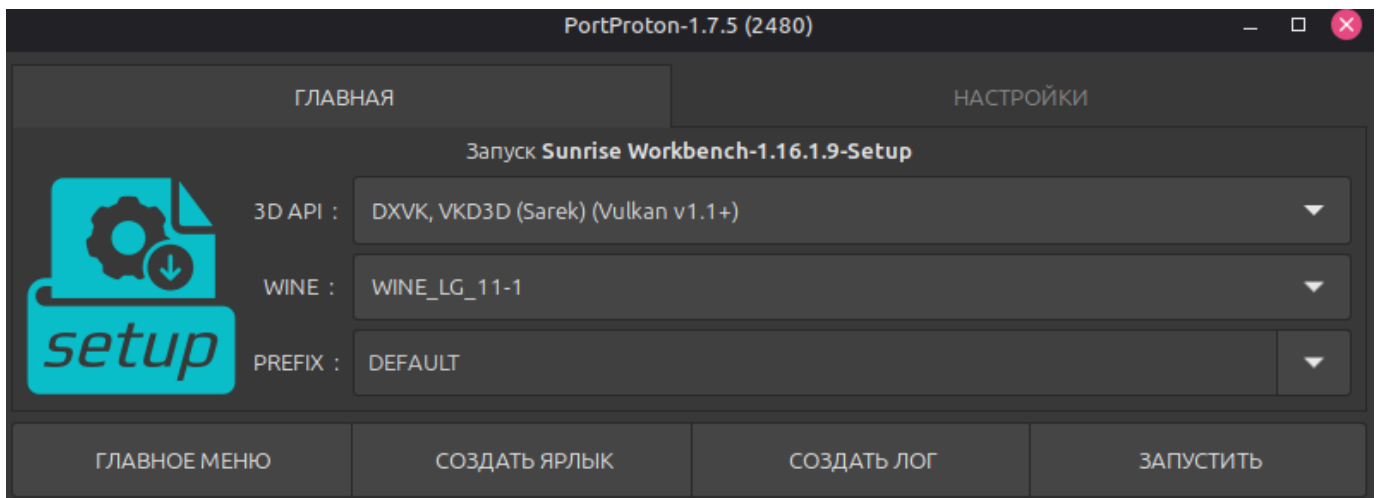 PortProton-1.7.5 (2480)
ГЛАВНАЯ
НАСТРОЙКИ
Запуск Sunrise Workbench-1.16.1.9-Setup
setup
3D API :
DXVK, VKD3D (Sarek) (Vulkan v1.1+)
WINE :
WINE_LG_11-1
PREFIX :
DEFAULT
ГЛАВНОЕ МЕНЮ
СОЗДАТЬ ЯРЛЫК
СОЗДАТЬ ЛОГ
ЗАПУСТИТЬ